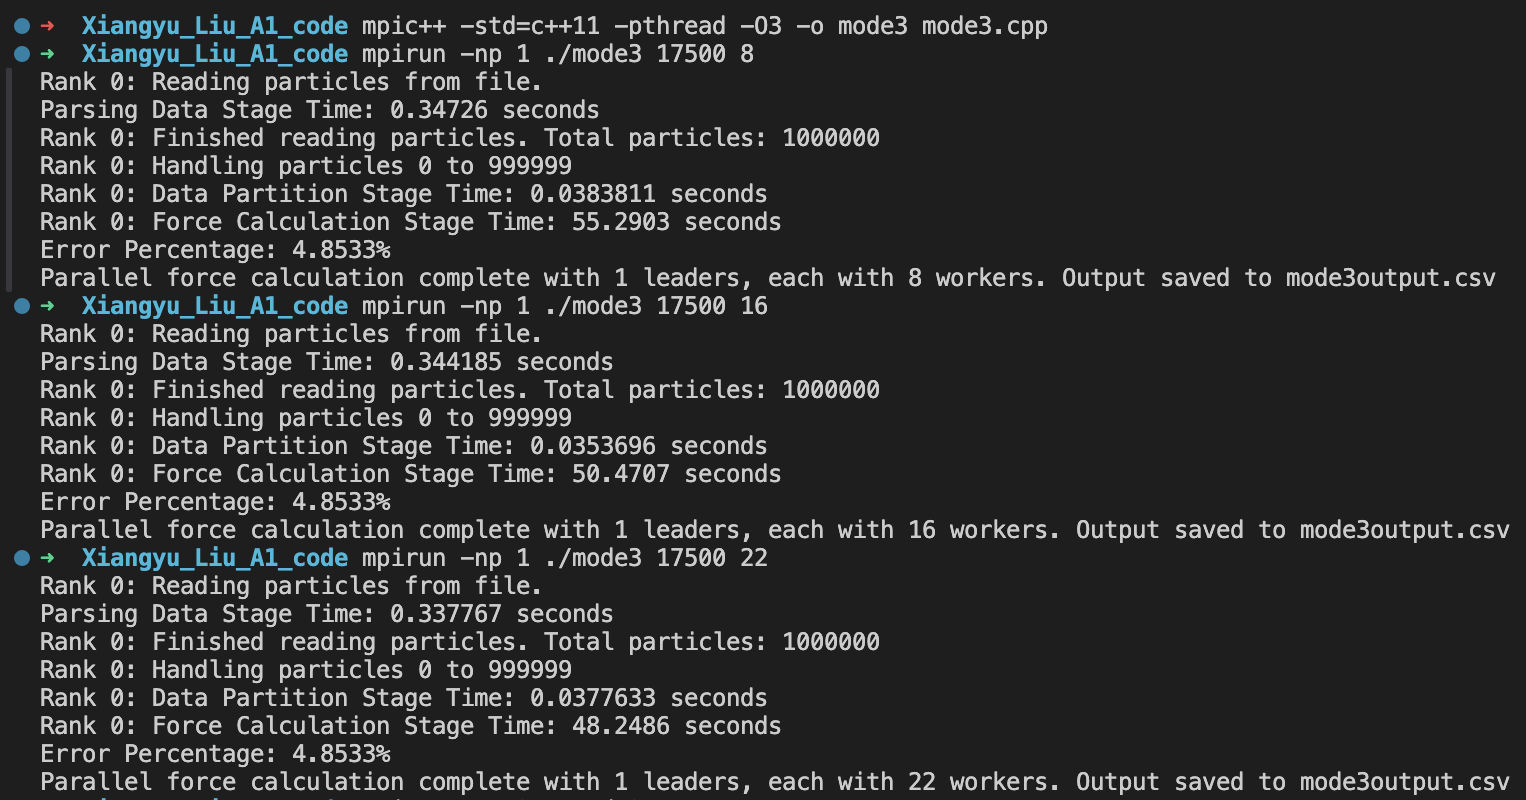 ➜ Xiangyu_Liu_A1_code mpic++ -std=c++11 -pthread -O3 -o mode3 mode3.cpp
➜ Xiangyu_Liu_A1_code mpirun -np 1 ./mode3 17500 8
Rank 0: Reading particles from file.
Parsing Data Stage Time: 0.34726 seconds
Rank 0: Finished reading particles. Total particles: 1000000
Rank 0: Handling particles 0 to 999999
Rank 0: Data Partition Stage Time: 0.0383811 seconds
Rank 0: Force Calculation Stage Time: 55.2903 seconds
Error Percentage: 4.8533%
Parallel force calculation complete with 1 leaders, each with 8 workers. Output saved to mode3output.csv
➜ Xiangyu_Liu_A1_code mpirun -np 1 ./mode3 17500 16
Rank 0: Reading particles from file.
Parsing Data Stage Time: 0.344185 seconds
Rank 0: Finished reading particles. Total particles: 1000000
Rank 0: Handling particles 0 to 999999
Rank 0: Data Partition Stage Time: 0.0353696 seconds
Rank 0: Force Calculation Stage Time: 50.4707 seconds
Error Percentage: 4.8533%
Parallel force calculation complete with 1 leaders, each with 16 workers. Output saved to mode3output.csv
➜ Xiangyu_Liu_A1_code mpirun -np 1 ./mode3 17500 22
Rank 0: Reading particles from file.
Parsing Data Stage Time: 0.337767 seconds
Rank 0: Finished reading particles. Total particles: 1000000
Rank 0: Handling particles 0 to 999999
Rank 0: Data Partition Stage Time: 0.0377633 seconds
Rank 0: Force Calculation Stage Time: 48.2486 seconds
Error Percentage: 4.8533%
Parallel force calculation complete with 1 leaders, each with 22 workers. Output saved to mode3output.csv